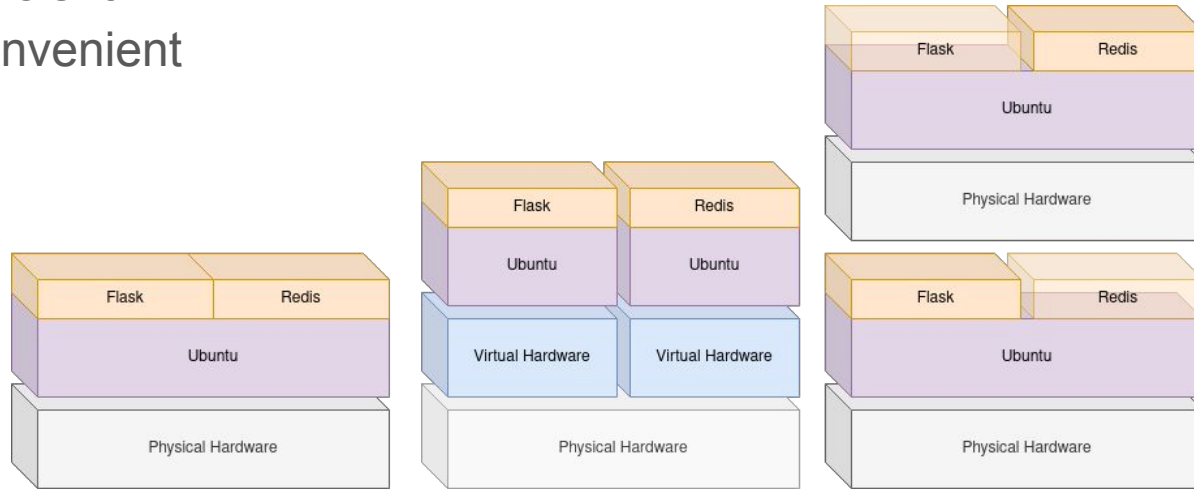 nvenient
Flask
Redis
Ubuntu
Physical Hardware
Flask
Redis
Ubuntu
Ubuntu
Virtual Hardware
Virtual Hardware
Physical Hardware
Flask
Redis
Ubuntu
Physical Hardware
Flask
Redis
Ubuntu
Physical Hardware